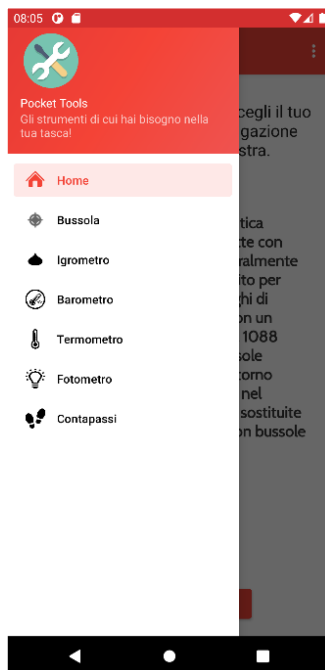 08:05
Pocket Tools
Gli strumenti di cui hai bisogno nella
tua tasca!
Home
Bussola
Igrometro
Barometro
Termometro
Fotometro
Contapassi
cegli il tuo
gazione
stra.
tica
te con
ralmente
ito per
ghi di
on un
1088
sole
torno
nel
sostituite
on bussole